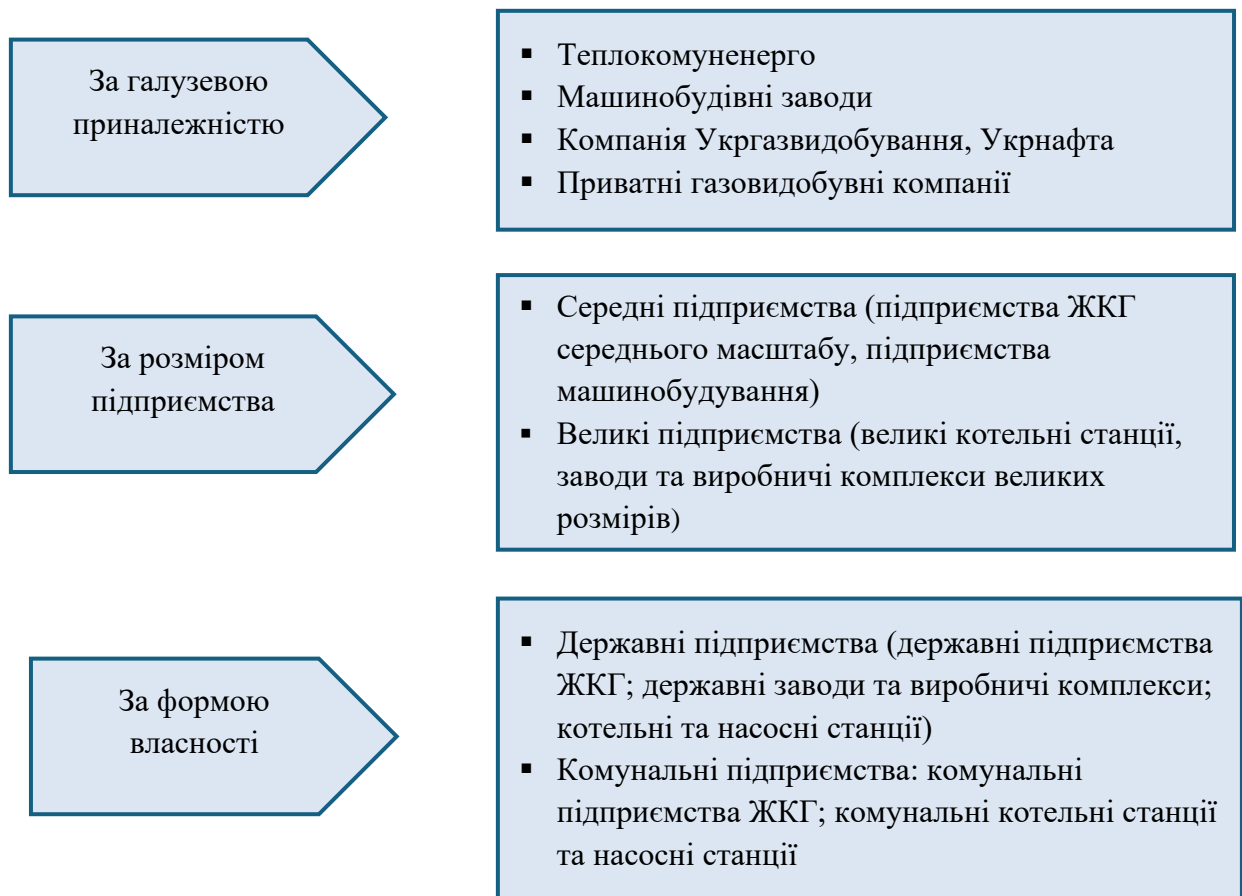 За галузевою
приналежністю
▪ Теплокомуненерго
▪ Машинобудівні заводи
▪ Компанія Укргазвидобування, Укрнафта
▪ Приватні газовидобувні компанії
За розміром
підприємства
▪ Середні підприємства (підприємства ЖКГ
середнього масштабу, підприємства
машинобудування)
▪ Великі підприємства (великі котельні станції,
заводи та виробничі комплекси великих
розмірів)
За формою
власності
▪ Державні підприємства (державні підприємства
ЖКГ; державні заводи та виробничі комплекси;
котельні та насосні станції)
▪ Комунальні підприємства: комунальні
підприємства ЖКГ; комунальні котельні станції
та насосні станції